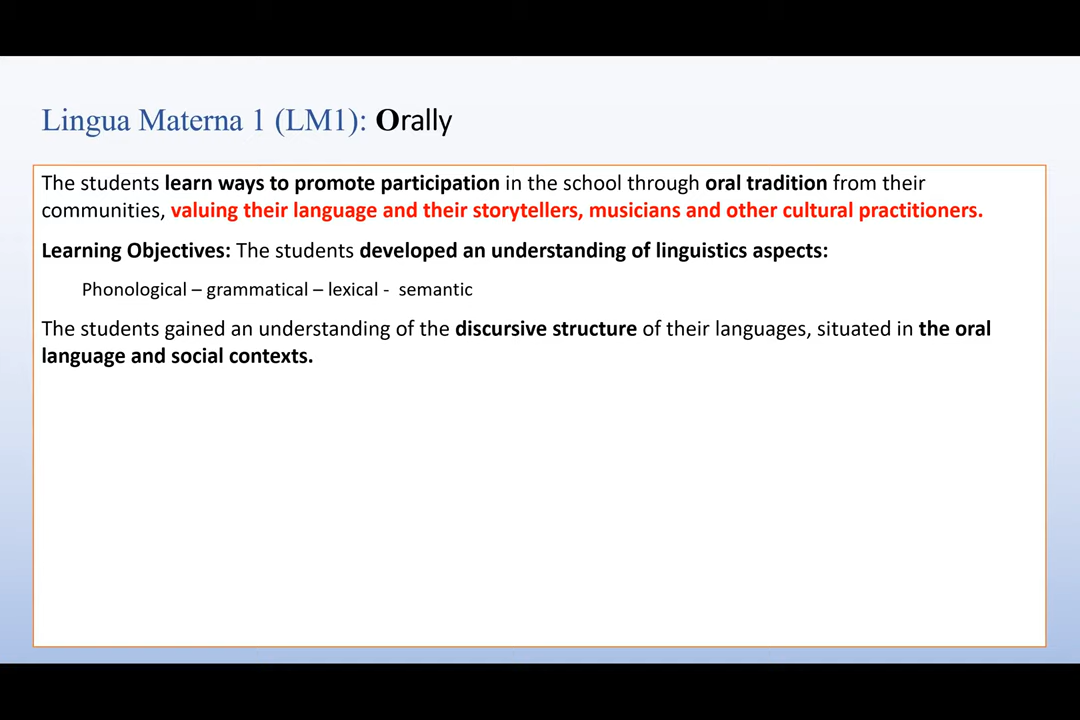 Lingua Materna 1 (LM1): Orally
The students learn ways to promote participation in the school through oral tradition from their
communities, valuing their language and their storytellers, musicians and other cultural practitioners.
Learning Objectives: The students developed an understanding of linguistics aspects:
Phonological – grammatical – lexical - semantic
The students gained an understanding of the discursive structure of their languages, situated in the oral
language and social contexts.